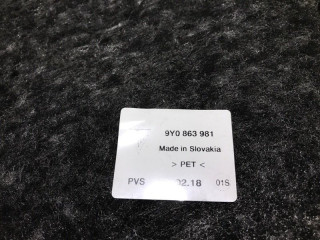 9Y0 863 981
Made in Slovakia
> PET <
PVS 02.18 01S